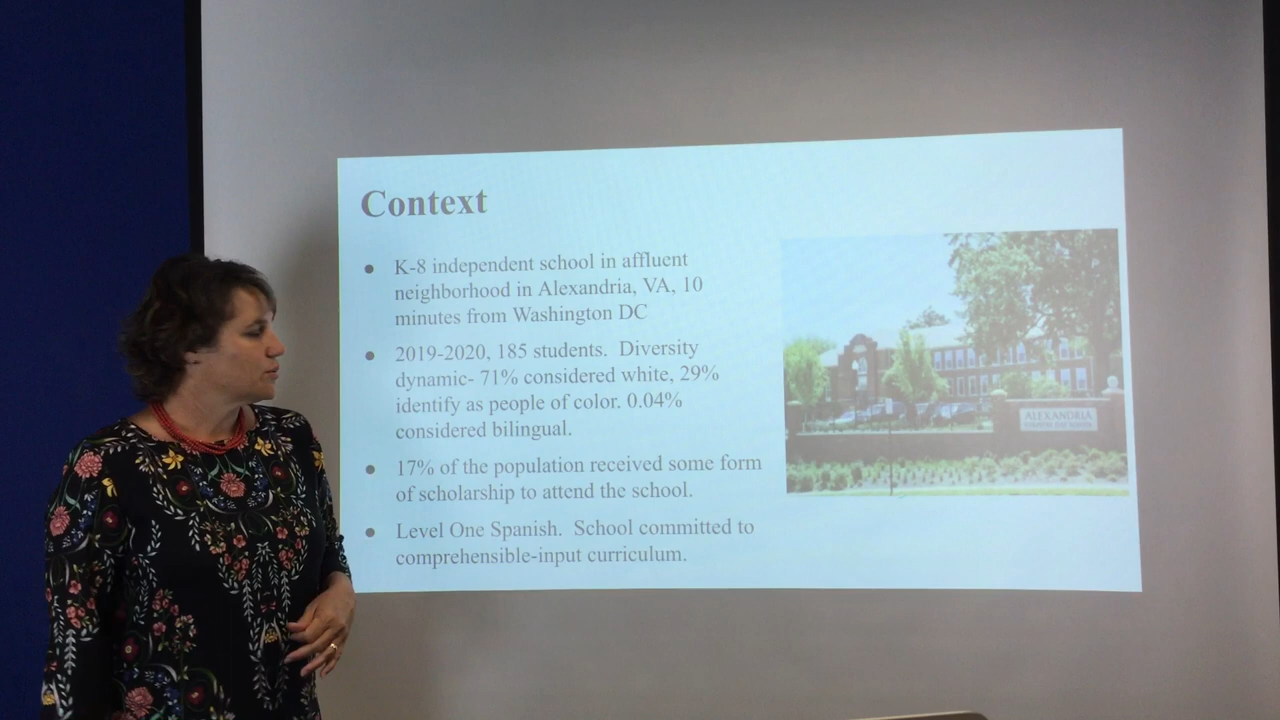 Context
● K-8 independent school in affluent
neighborhood in Alexandria, VA, 10
minutes from Washington DC
● 2019-2020, 185 students.  Diversity
dynamic- 71% considered white, 29%
identify as people of color. 0.04%
considered bilingual.
● 17% of the population received some form
of scholarship to attend the school.
● Level One Spanish.  School committed to
comprehensible-input curriculum.
ALEXANDRIA
COUNTRY DAY SCHOOL